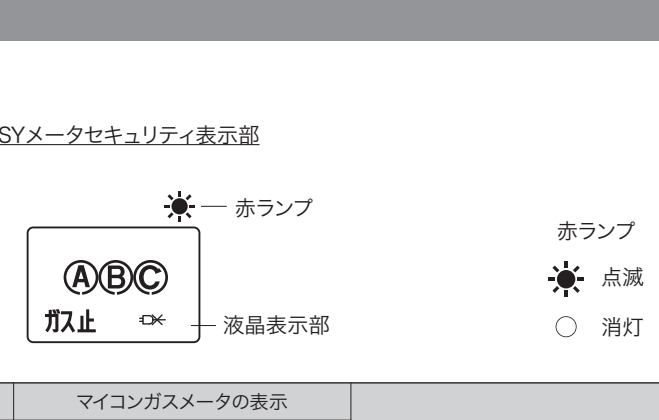 SYメータセキュリティ表示部
赤ランプ
赤ランプ
ⒶⒷⒸ
点滅
ガス止
液晶表示部
消灯
マイコンガスメータの表示